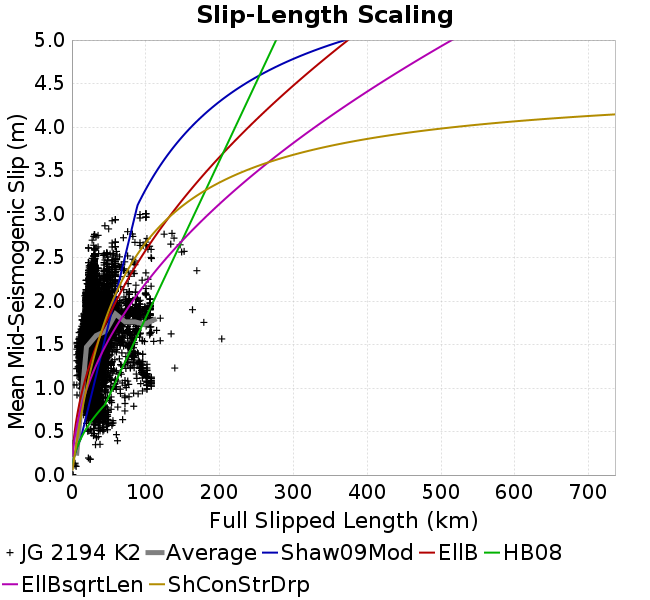 Slip-Length Scaling
Mean Mid-Seismogenic Slip (m)
5.0
4.5
4.0
3.5
3.0
2.5
2.0
1.5
1.0
0.5
0.0
0 100 200 300 400 500 600 700
Full Slipped Length (km)
JG 2194 K2 Average Shaw09Mod EllB HB08
EllBsqrtLen ShConStrDrp